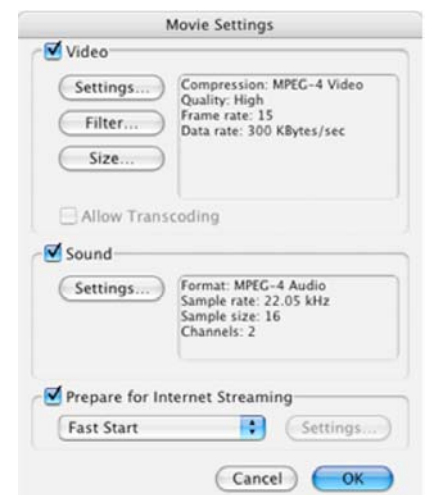 Movie Settings
Video
Settings...
Compression: MPEG-4 Video
Quality: High
Frame rate: 15
Data rate: 300 KBytes/sec
Filter...
Size...
Allow Transcoding
Sound
Settings...
Format: MPEG-4 Audio
Sample rate: 22.05 kHz
Sample size: 16
Channels: 2
Prepare for Internet Streaming
Fast Start
Settings...
Cancel
OK